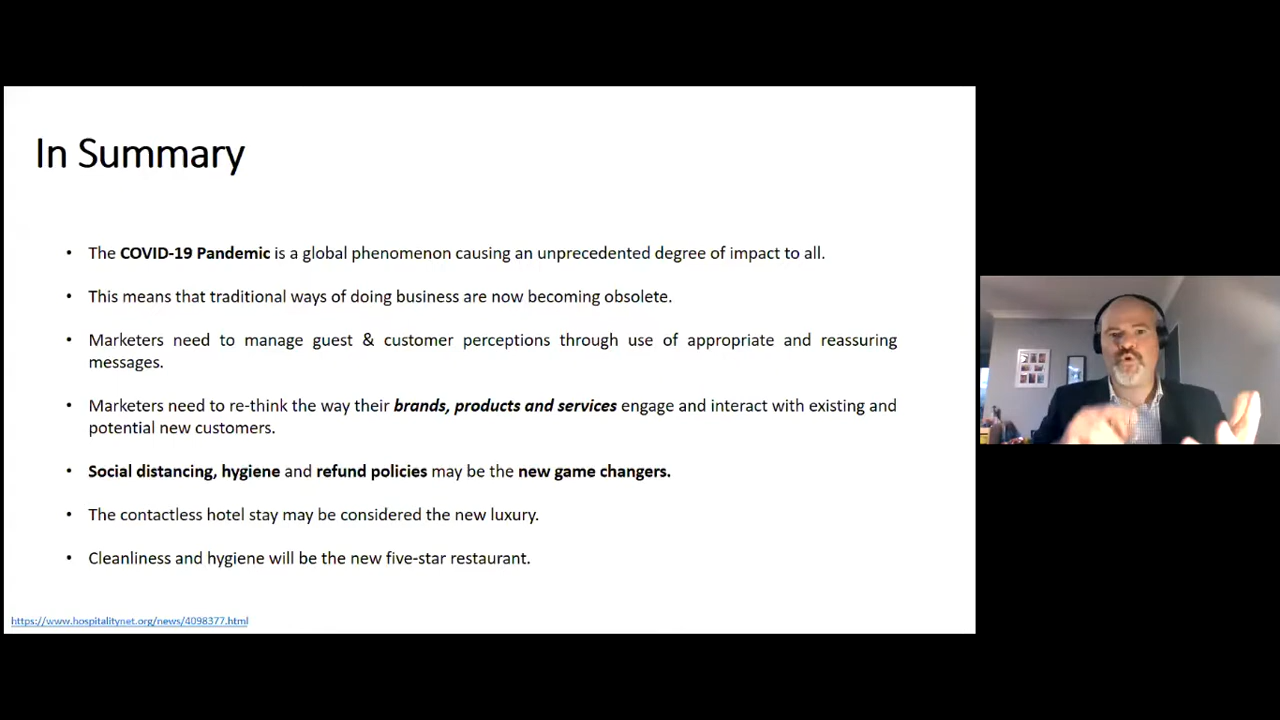 In Summary
• The COVID-19 Pandemic is a global phenomenon causing an unprecedented degree of impact to all.
• This means that traditional ways of doing business are now becoming obsolete.
• Marketers need to manage guest & customer perceptions through use of appropriate and reassuring
messages.
• Marketers need to re-think the way their brands, products and services engage and interact with existing and
potential new customers.
• Social distancing, hygiene and refund policies may be the new game changers.
• The contactless hotel stay may be considered the new luxury.
• Cleanliness and hygiene will be the new five-star restaurant.
https://www.hospitalitynet.org/news/4098377.html